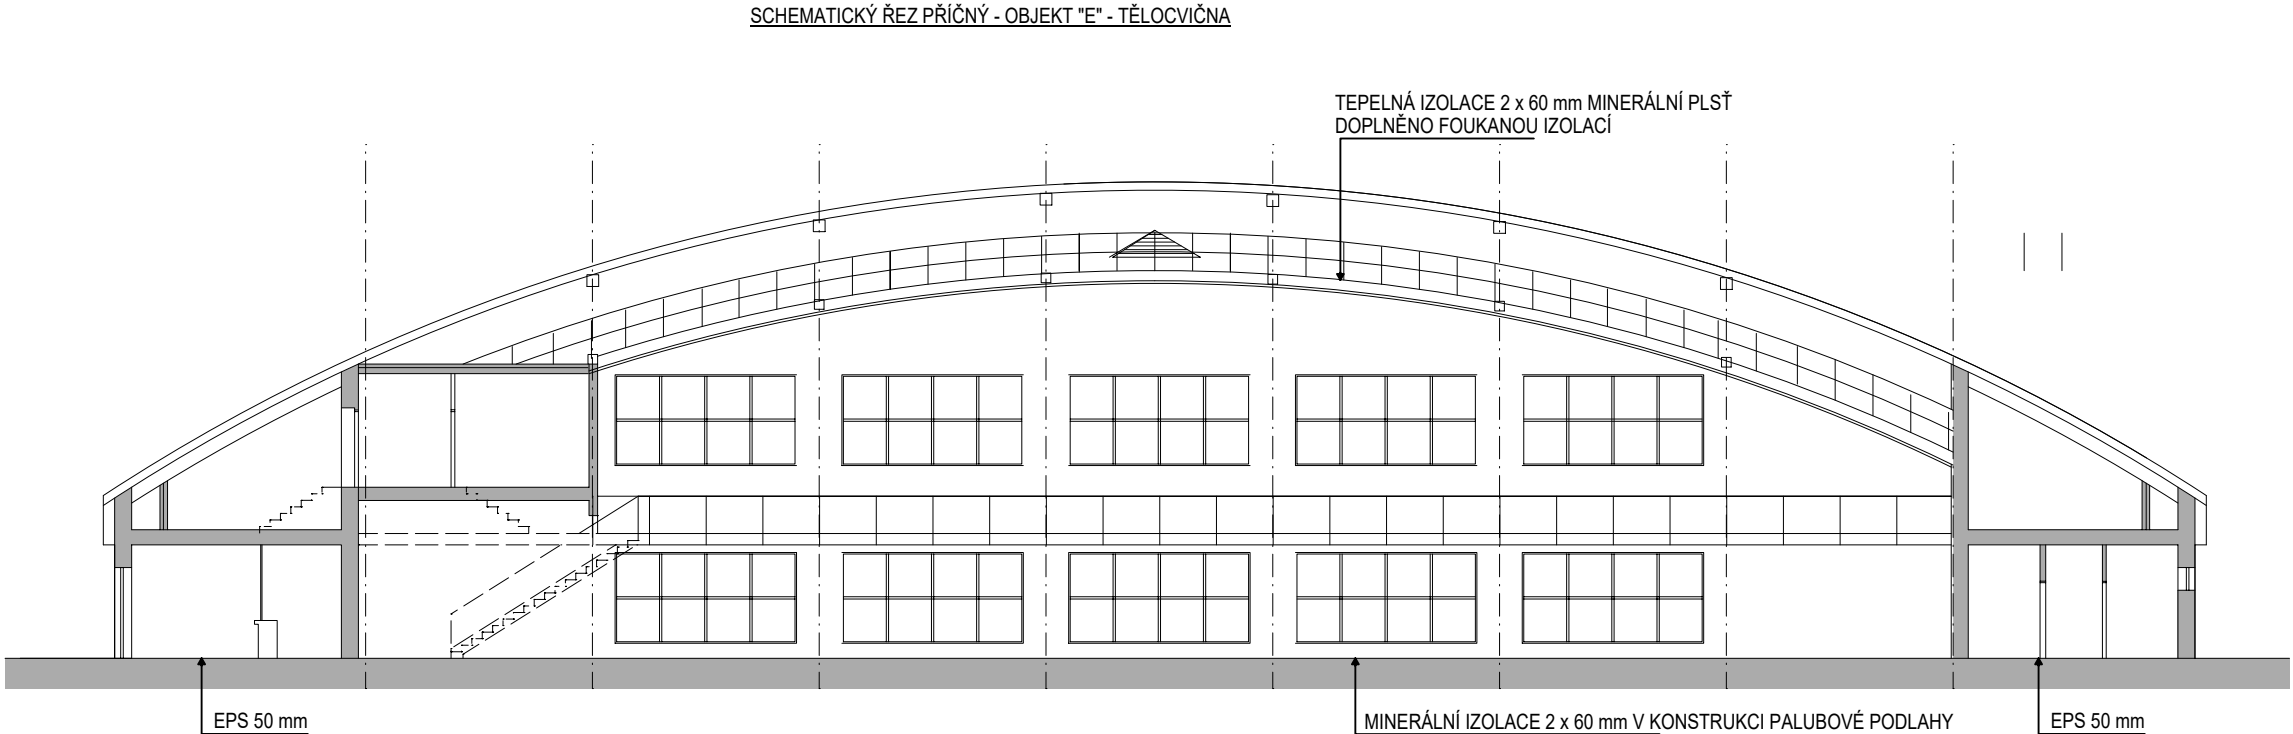 SCHEMATICKÝ ŘEZ PŘÍČNÝ - OBJEKT "E" - TĚLOCVIČNA
TEPELNÁ IZOLACE 2 x 60 mm MINERÁLNÍ PLSŤ
DOPLNĚNO FOUKANOU IZOLACÍ
EPS 50 mm
MINERÁLNÍ IZOLACE 2 x 60 mm V KONSTRUKCI PALUBOVÉ PODLAHY
EPS 50 mm